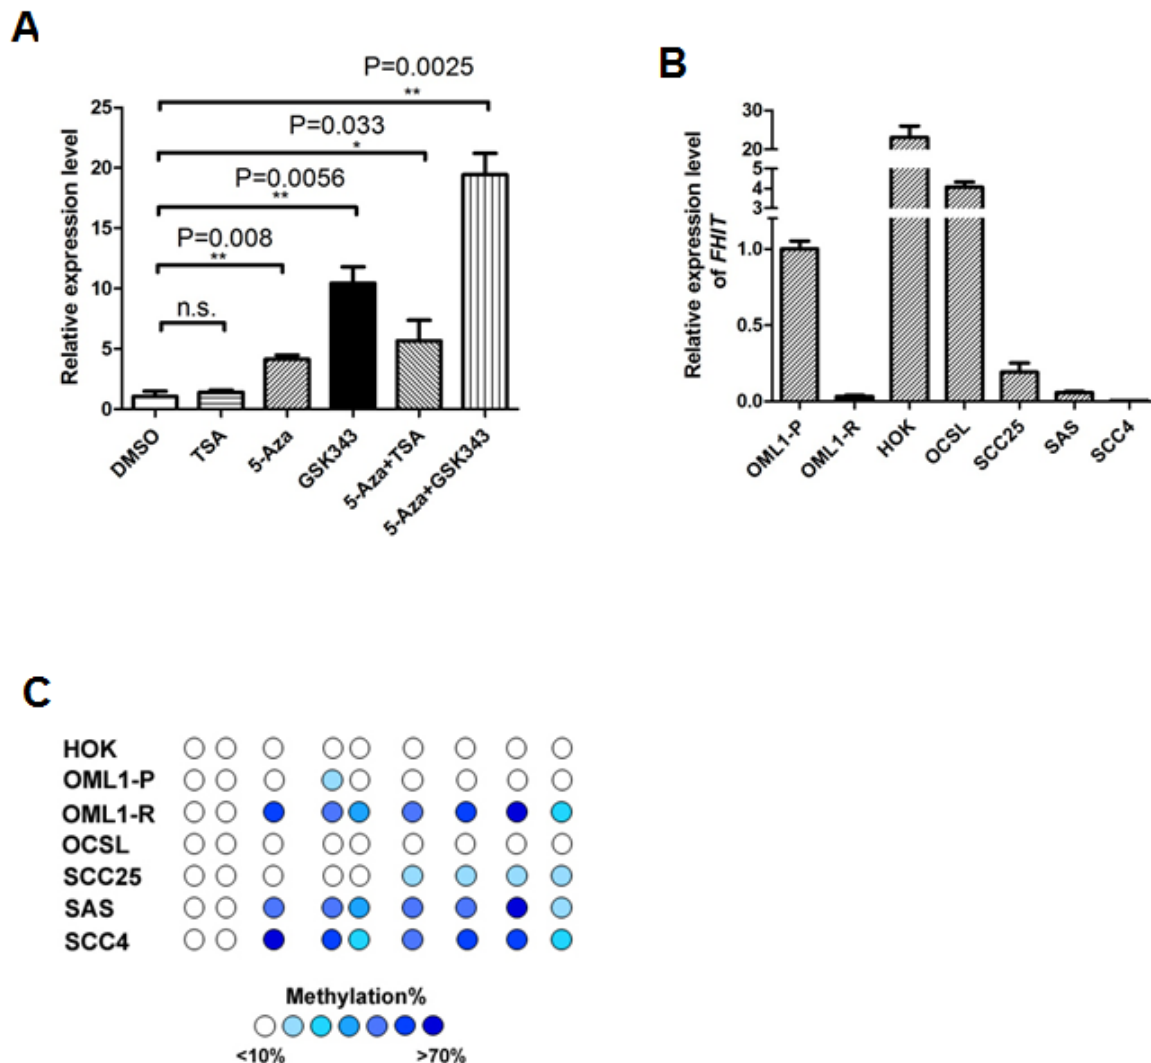 A
P=0.0025
**
P=0.033
*
P=0.0056
**
P=0.008
**
n.s.
Relative expression level
25
20
15
10
5
0
DMSO
TSA
5-Aza
GSK343
5-Aza+TSA
5-Aza+GSK343
B
Relative expression level
of FHIT
30
20
5
4
3
1.0
0.5
0.0
OML1-P
OML1-R
HOK
OCSL
SCC25
SAS
SCC4
C
HOK
OML1-P
OML1-R
OCSL
SCC25
SAS
SCC4
Methylation%
<10% >70%